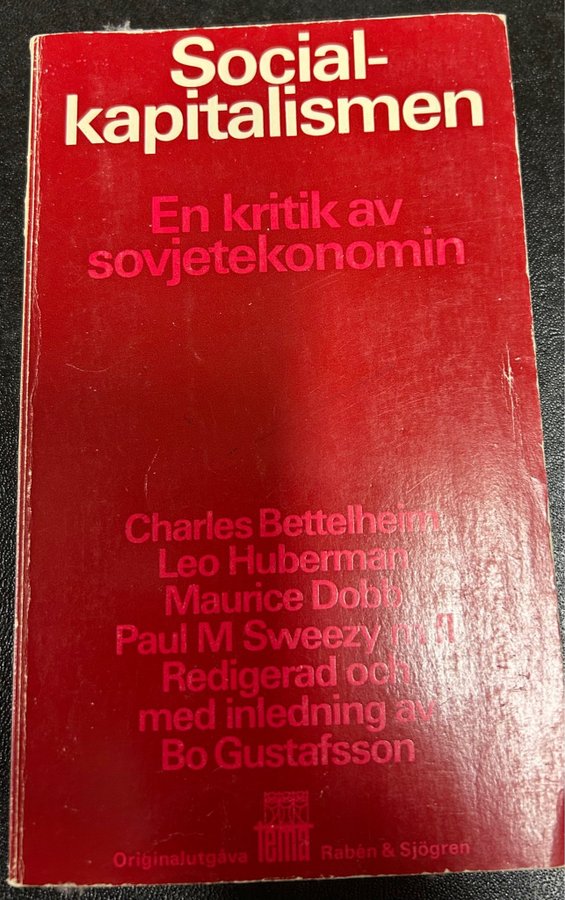 Social-
kapitalismen
En kritik av
sovjetekonomin
Charles Bettelheim
Leo Huberman
Maurice Dobb
Paul M Sweezy m fl
Redigerad och
med inledning av
Bo Gustafsson
Originalutgåva tema Rabén & Sjögren